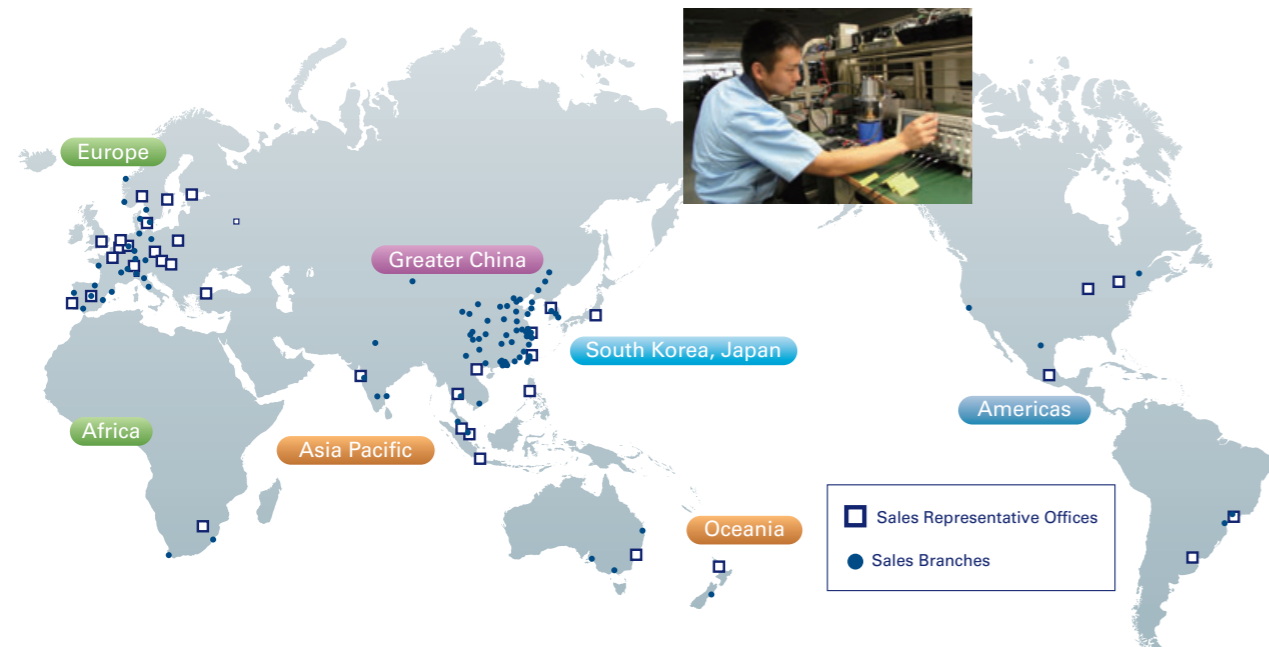 Europe
Greater China
South Korea, Japan
Americas
Africa
Asia Pacific
Oceania
Sales Representative Offices
Sales Branches